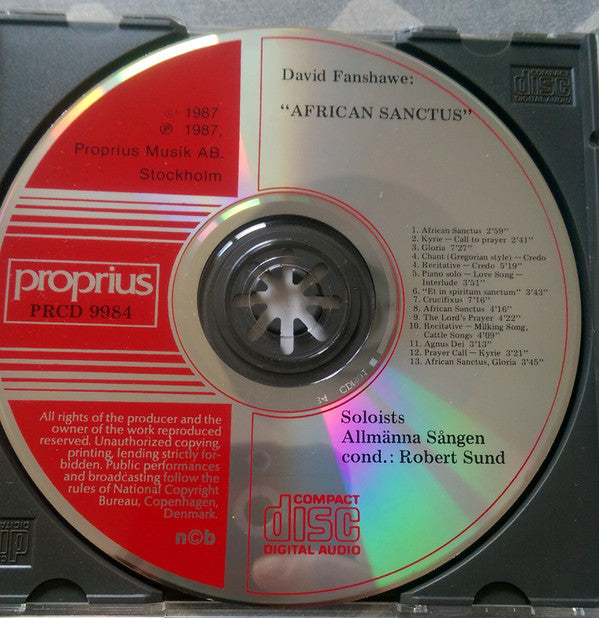 David Fanshawe:
“AFRICAN SANCTUS”
© 1987
℗ 1987,
Proprius Musik AB,
Stockholm
proprius
PRCD 9984
1. African Sanctus 2'59"
2. Kyrie – Call to prayer 2'41"
3. Gloria 7'27"
4. Chant (Gregorian style) – Credo
4. Recitative – Credo 5'19"
5. Piano solo – Love Song –
Interlude 3'51"
6. "Et in spiritum sanctum" 3'43"
7. Crucifixus 7'16"
8. African Sanctus 4'16"
9. The Lord's Prayer 4'22"
10. Recitative – Milking Song,
Cattle Songs 4'09"
11. Agnus Dei 3'13"
12. Prayer Call – Kyrie 3'21"
13. African Sanctus, Gloria 3'45"
Soloists
Allmänna Sången
cond.: Robert Sund
All rights of the producer and the
owner of the work reproduced
reserved. Unauthorized copying,
printing, lending strictly for-
bidden. Public performances
and broadcasting follow the
rules of National Copyright
Bureau, Copenhagen,
Denmark.
n©b
COMPACT
disc
DIGITAL AUDIO
COMPACT
disc
DIGITAL AUDIO